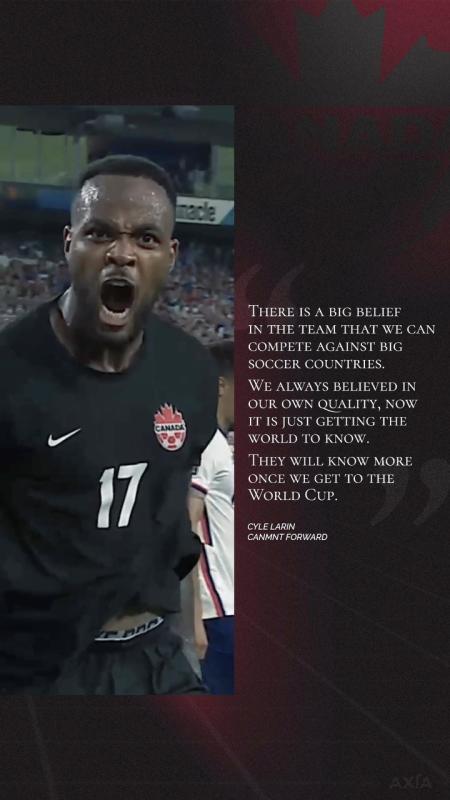 CANADA
nacle
CANADA
17
There is a big belief
in the team that we can
compete against big
soccer countries.
We always believed in
our own quality, now
it is just getting the
world to know.
They will know more
once we get to the
World Cup.
CYLE LARIN
CANMNT FORWARD
AXIA